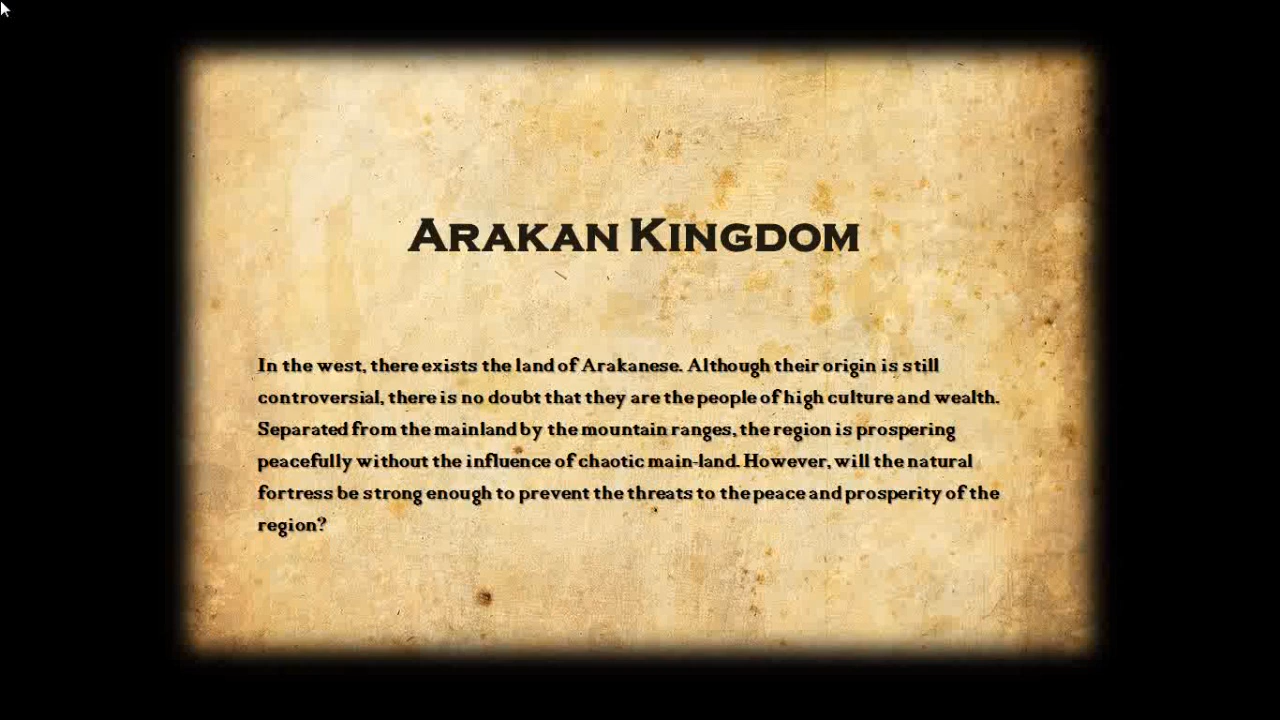 Arakan Kingdom
In the west, there exists the land of Arakanese. Although their origin is still
controversial, there is no doubt that they are the people of high culture and wealth.
Separated from the mainland by the mountain ranges, the region is prospering
peacefully without the influence of chaotic main-land. However, will the natural
fortress be strong enough to prevent the threats to the peace and prosperity of the
region?